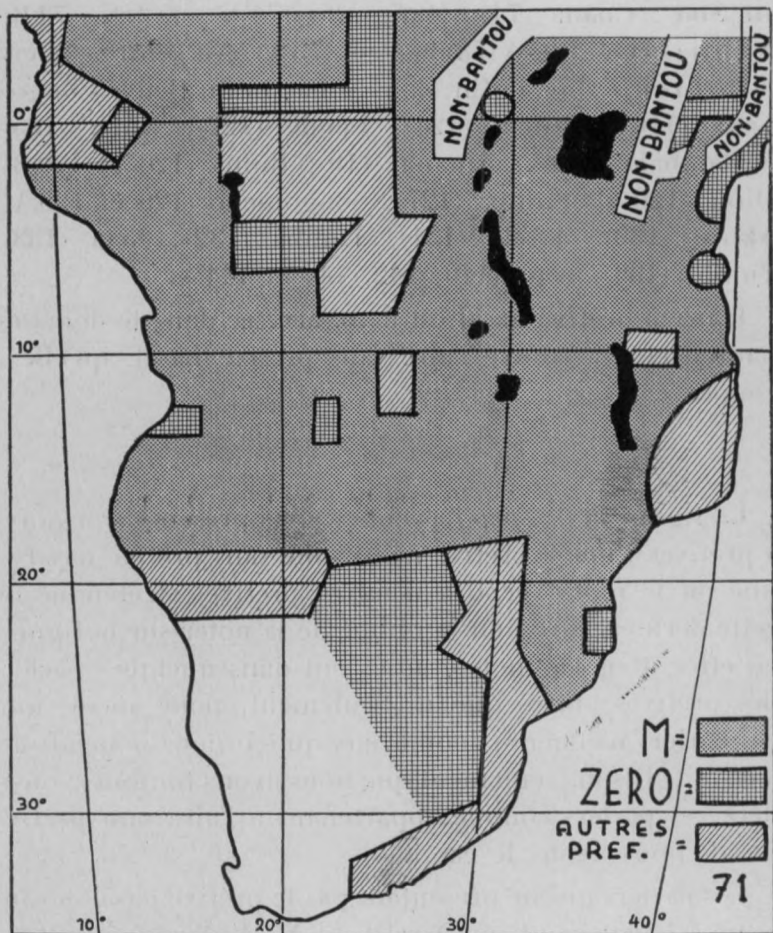 NON-BANTOU
NON-BANTOU
NON-BANTOU
0°
10°
20°
30°
M=
ZERO=
AUTRES
PREF. =
71
10°
20°
30°
40°